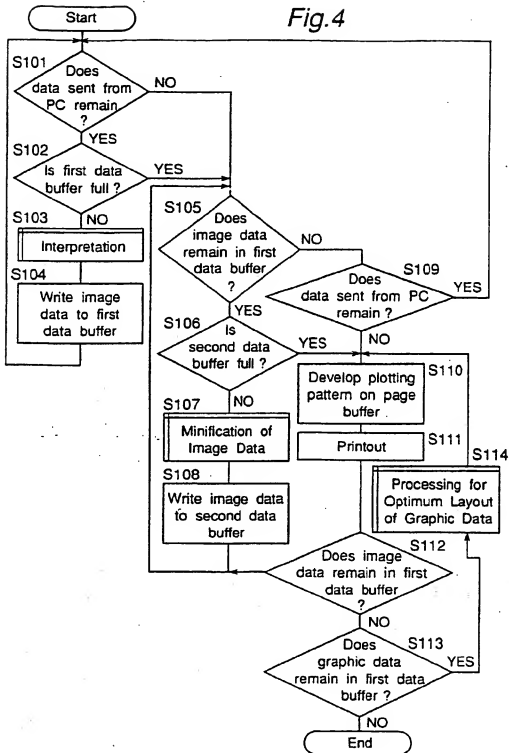 Fig.4
Start
S101
Does
data sent from
PC remain
?
NO
YES
S102
Is first data
buffer full ?
YES
NO
S103
Interpretation
S104
Write image
data to first
data buffer
S105
Does
image data
remain in first
data buffer
?
NO
YES
S106
Is
second data
buffer full ?
YES
NO
S107
Minification of
Image Data
S108
Write image data
to second data
buffer
S109
Does
data sent from PC
remain ?
YES
NO
S110
Develop plotting
pattern on page
buffer
S111
Printout
S114
Processing for
Optimum Layout
of Graphic Data
S112
Does image
data remain in first
data buffer
?
NO
S113
Does
graphic data
remain in first data
buffer ?
YES
NO
End